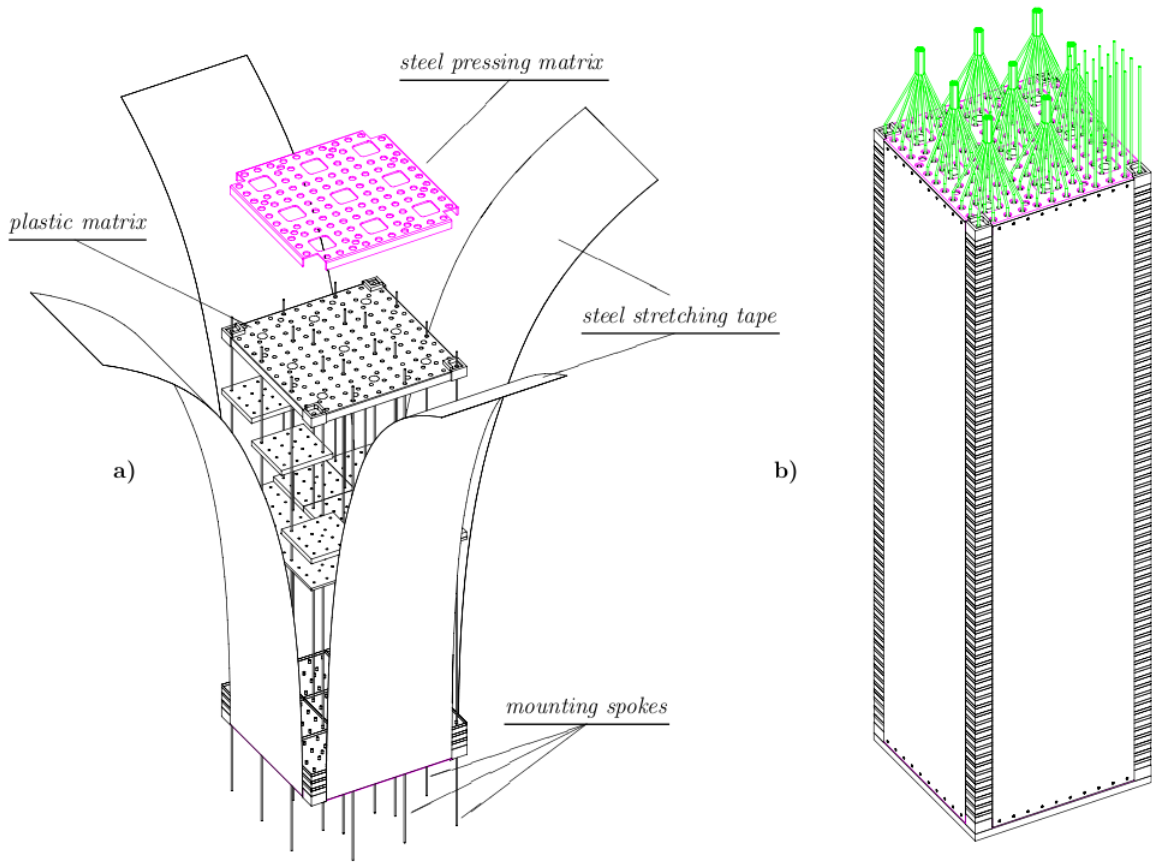 steel pressing matrix
plastic matrix
steel stretching tape
a)
b)
mounting spokes